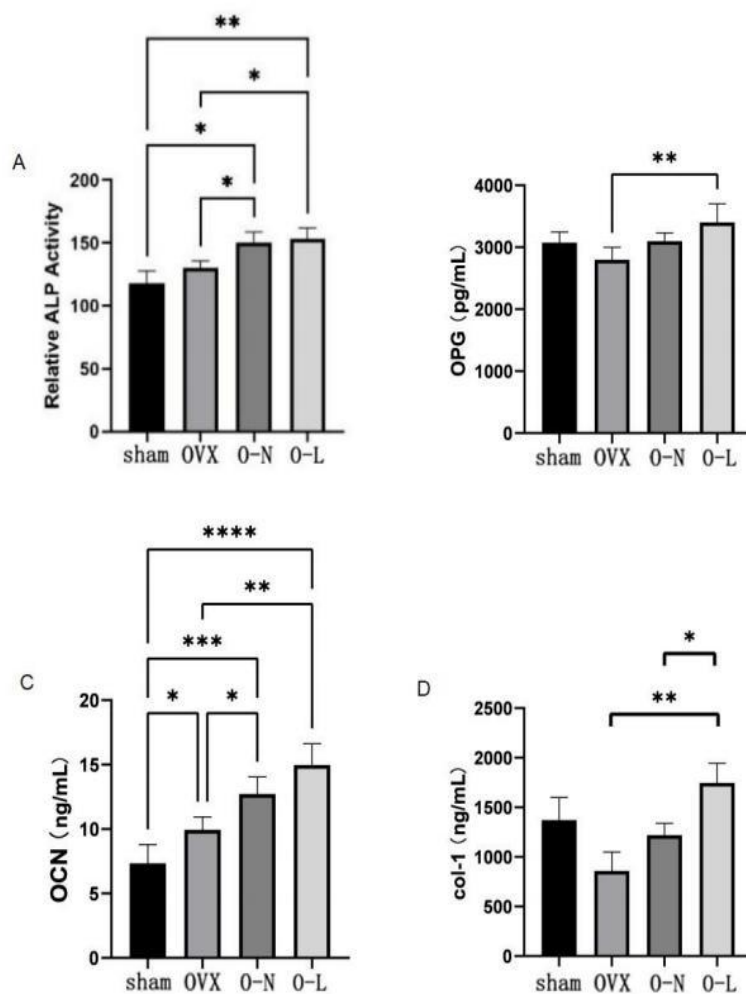 **
*
*
*
A
200
150
100
50
0
Relative ALP Activity
sham OVX O-N O-L
**
4000
3000
2000
1000
0
OPG（pg/mL）
sham OVX O-N O-L
****
**
***
* *
C
20
15
10
5
0
OCN（ng/mL）
sham OVX O-N O-L
*
**
D
2500
2000
1500
1000
500
0
col-1（ng/mL）
sham OVX O-N O-L